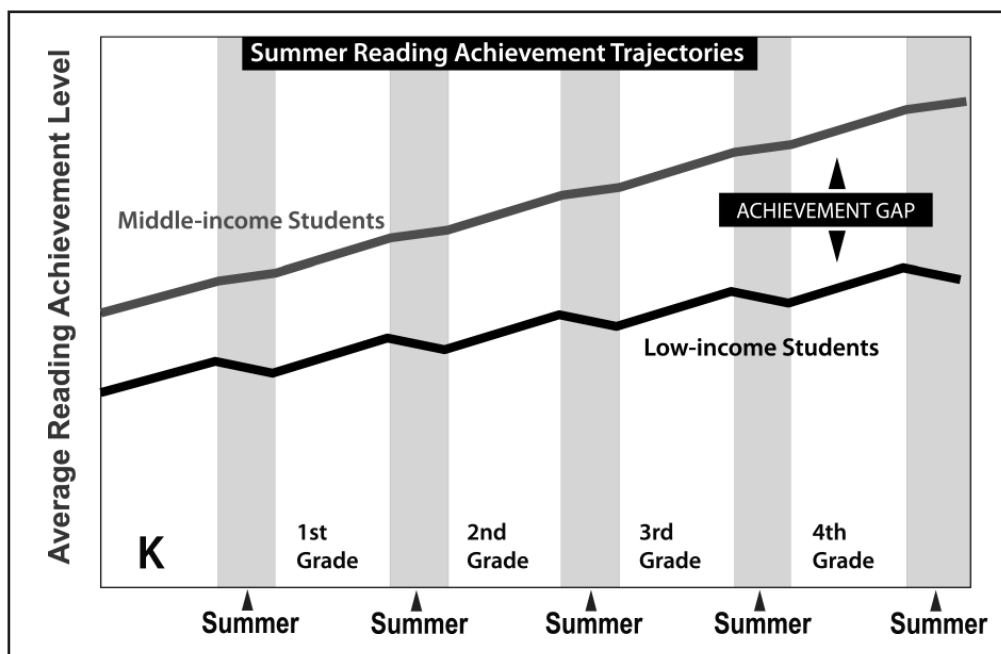 Summer Reading Achievement Trajectories
Average Reading Achievement Level
Middle-income Students
ACHIEVEMENT GAP
Low-income Students
K
1st
Grade
2nd
Grade
3rd
Grade
4th
Grade
Summer
Summer
Summer
Summer
Summer